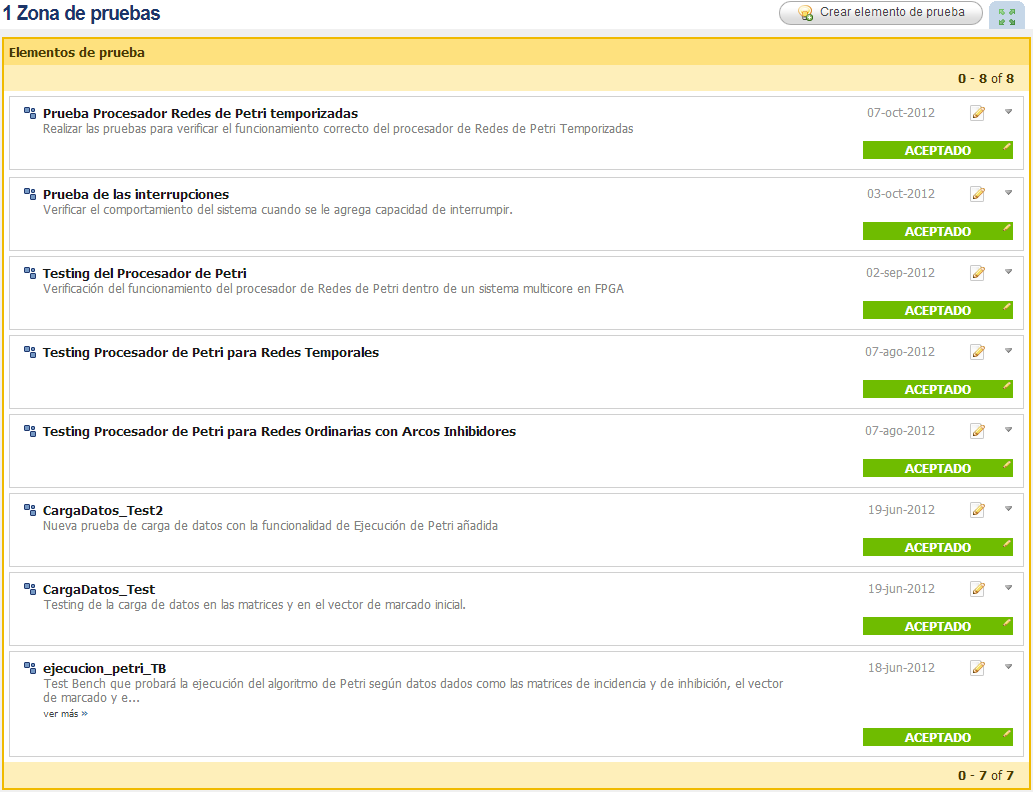 1 Zona de pruebas
Crear elemento de prueba
Elementos de prueba
0 - 8 of 8
Prueba Procesador Redes de Petri temporizadas
07-oct-2012
Realizar las pruebas para verificar el funcionamiento correcto del procesador de Redes de Petri Temporizadas
ACEPTADO
Prueba de las interrupciones
03-oct-2012
Verificar el comportamiento del sistema cuando se le agrega capacidad de interrumpir.
ACEPTADO
Testing del Procesador de Petri
02-sep-2012
Verificación del funcionamiento del procesador de Redes de Petri dentro de un sistema multicore en FPGA
ACEPTADO
Testing Procesador de Petri para Redes Temporales
07-ago-2012
ACEPTADO
Testing Procesador de Petri para Redes Ordinarias con Arcos Inhibidores
07-ago-2012
ACEPTADO
CargaDatos_Test2
19-jun-2012
Nueva prueba de carga de datos con la funcionalidad de Ejecución de Petri añadida
ACEPTADO
CargaDatos_Test
19-jun-2012
Testing de la carga de datos en las matrices y en el vector de marcado inicial.
ACEPTADO
ejecucion_petri_TB
18-jun-2012
Test Bench que probará la ejecución del algoritmo de Petri según datos dados como las matrices de incidencia y de inhibición, el vector
de marcado y e...
ver más »
ACEPTADO
0 - 7 of 7